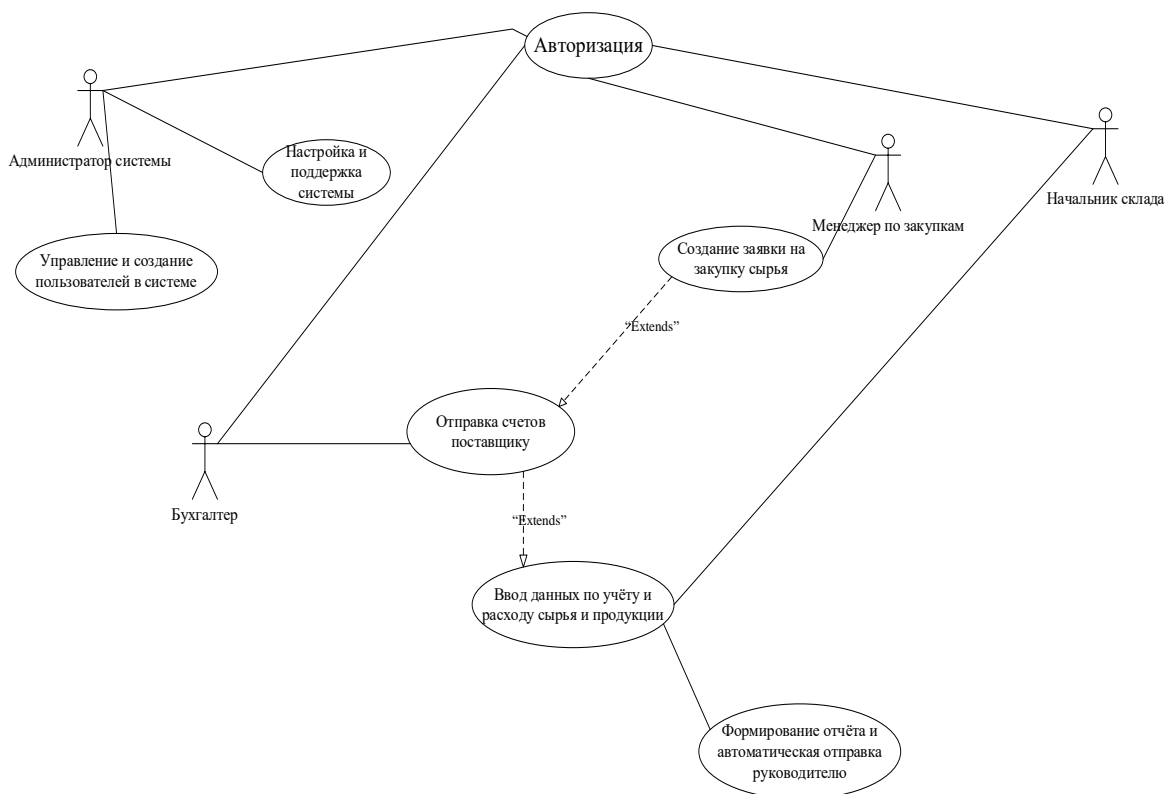 Авторизация
Администратор системы
Настройка и
поддержка
системы
Начальник склада
Менеджер по закупкам
Управление и создание
пользователей в системе
Создание заявки на
закупку сырья
“Extends”
Отправка счетов
поставщику
Бухгалтер
“Extends”
Ввод данных по учёту и
расходу сырья и продукции
Формирование отчёта и
автоматическая отправка
руководителю